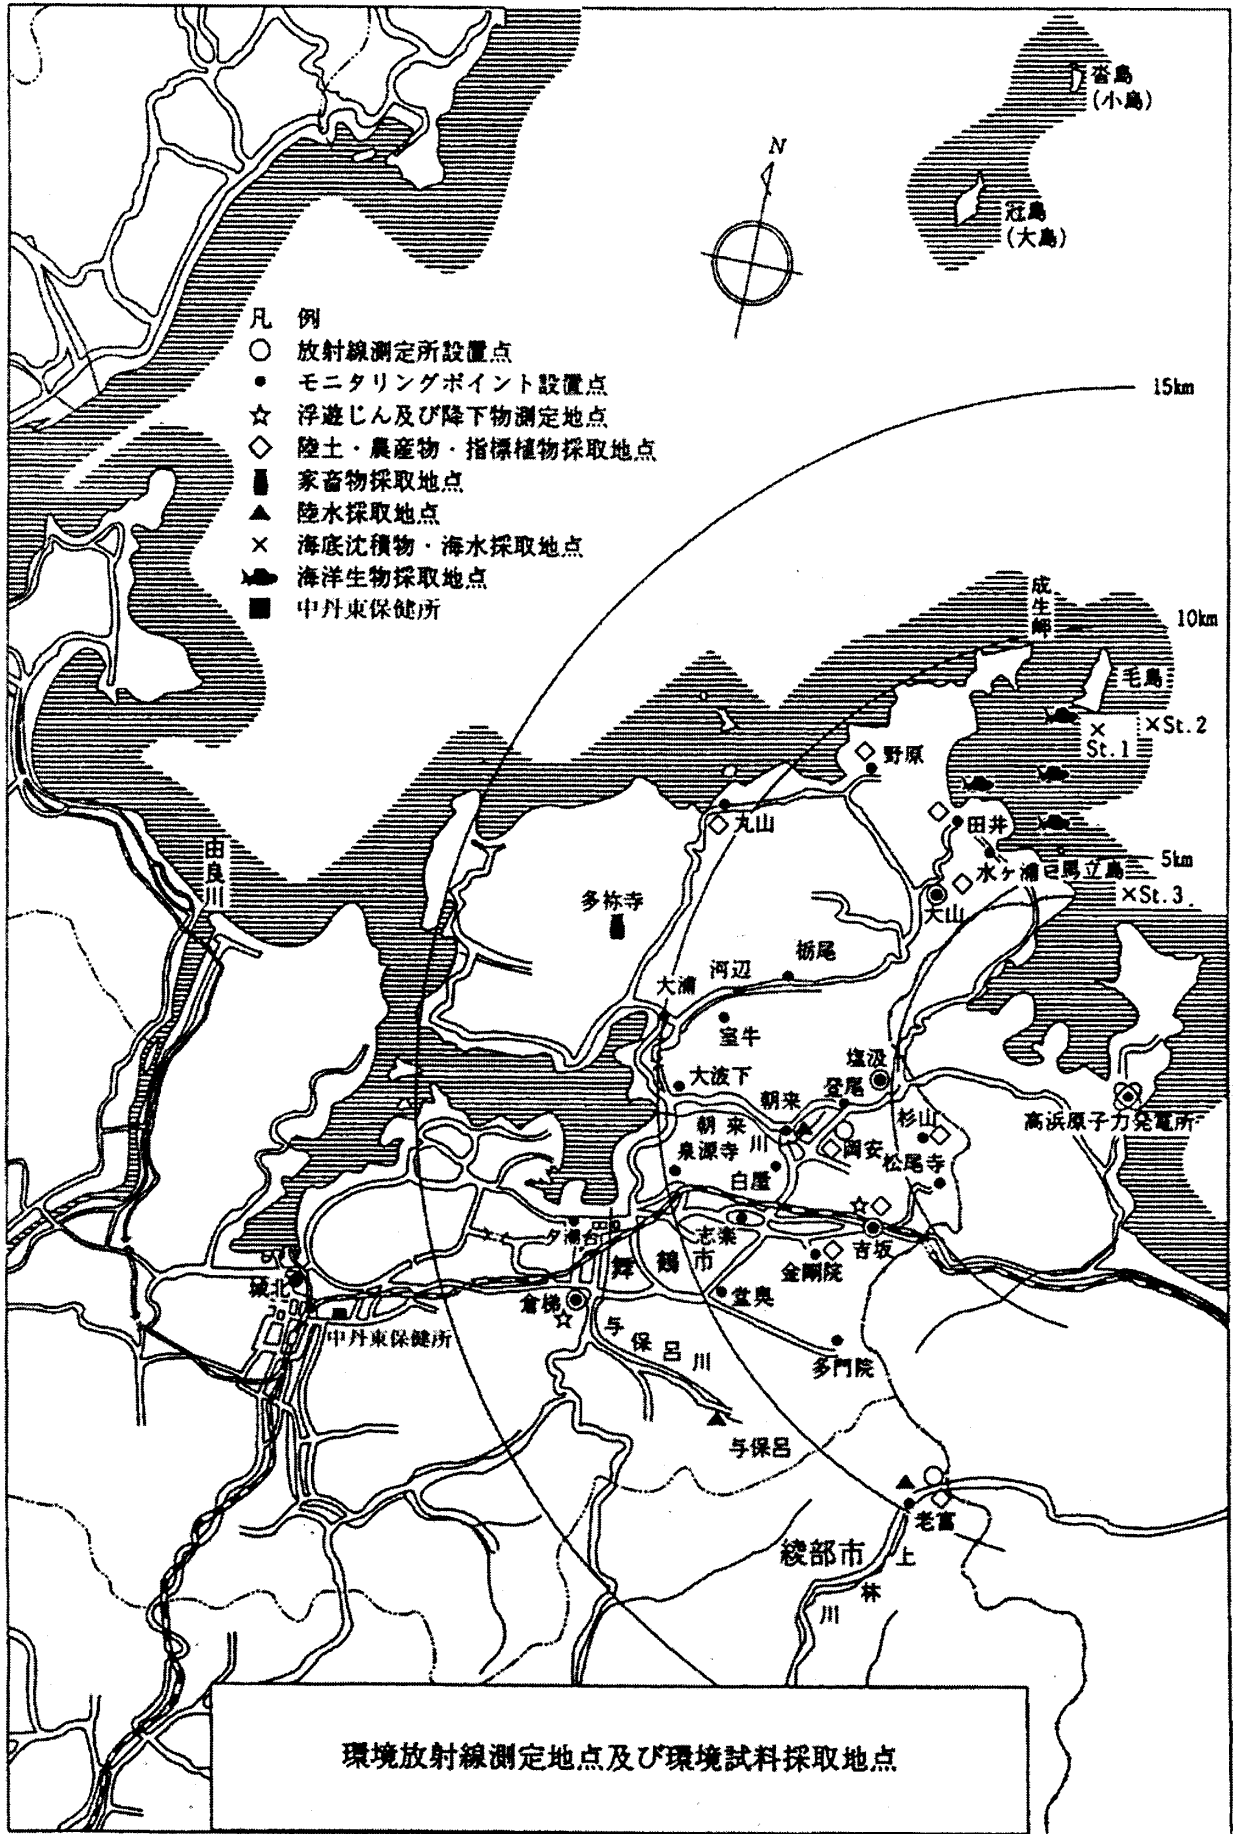 沓島
(小島)
冠島
(大島)
N
凡 例
放射線測定所設置点
モニタリングポイント設置点
浮遊じん及び降下物測定地点
陸土・農産物・指標植物採取地点
家畜物採取地点
陸水採取地点
海底沈積物・海水採取地点
海洋生物採取地点
中丹東保健所
15km
10km
成生岬
毛島
×St.2
St.1
野原
丸山
田井
5km
水ヶ浦
馬立島
×St.3.
大山
由良川
多祢寺
栃尾
河辺
大浦
室牛
塩汲
大波下
登尾
朝来
高浜原子力発電所
朝来川
杉山
岡安
泉源寺
松尾寺
白屋
夕潮台
志楽
吉坂
舞鶴市
金剛院
城北
倉梯
堂奥
中丹東保健所
与保呂川
多門院
与保呂
老富
綾部市
上林川
環境放射線測定地点及び環境試料採取地点